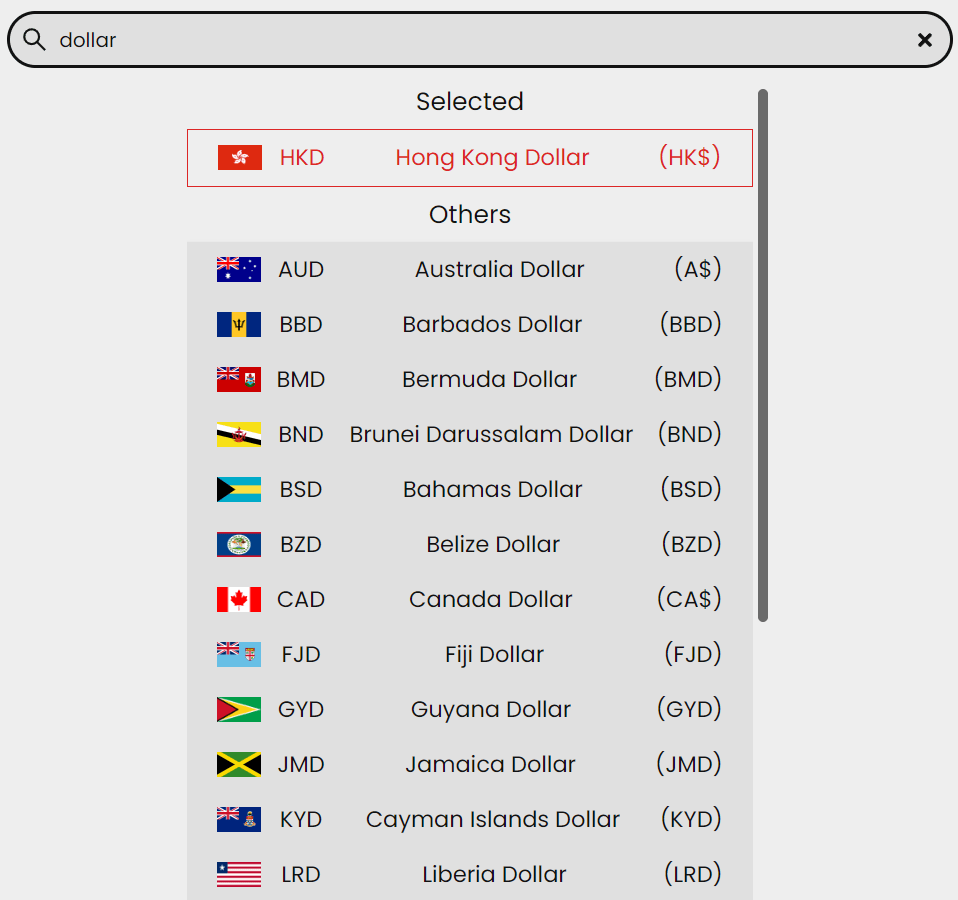 dollar
Selected
HKD Hong Kong Dollar (HK$)
Others
AUD Australia Dollar (A$)
BBD Barbados Dollar (BBD)
BMD Bermuda Dollar (BMD)
BND Brunei Darussalam Dollar (BND)
BSD Bahamas Dollar (BSD)
BZD Belize Dollar (BZD)
CAD Canada Dollar (CA$)
FJD Fiji Dollar (FJD)
GYD Guyana Dollar (GYD)
JMD Jamaica Dollar (JMD)
KYD Cayman Islands Dollar (KYD)
LRD Liberia Dollar (LRD)